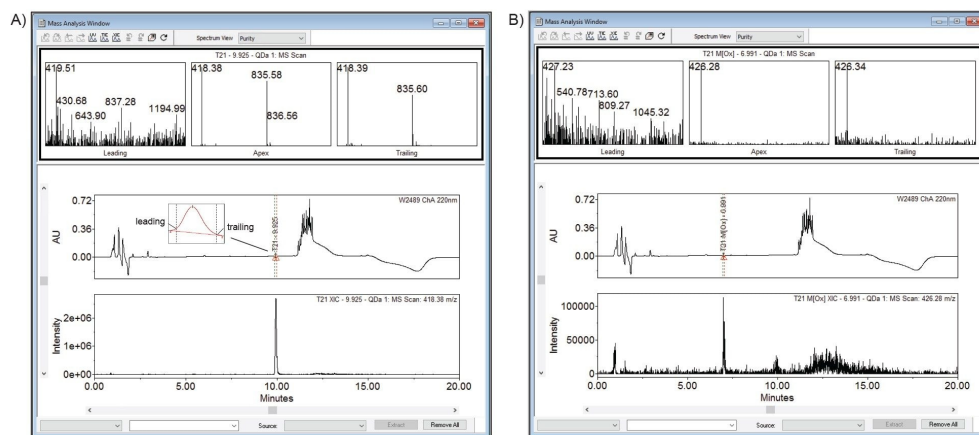 A)
Mass Analysis Window
Spectrum View
Purity
T21 - 9.925 - QDa 1: MS Scan
419.51
430.68
643.90
837.28
1194.99
Leading
418.38
835.58
836.56
Apex
418.39
835.60
Trailing
W2489 ChA 220nm
AU
0.72
0.36
0.00
leading
trailing
T21 - 9.925
T21 XIC - 9.925 - QDa 1: MS Scan: 418.38 m/z
Intensity
2e+06
1e+06
0e+00
0.00 5.00 10.00 15.00 20.00
Minutes
Source:
Extract
Remove All
B)
Mass Analysis Window
Spectrum View
Purity
T21 M[Ox] - 6.991 - QDa 1: MS Scan
427.23
540.78
713.60
809.27
1045.32
Leading
426.28
Apex
426.34
Trailing
W2489 ChA 220nm
AU
0.72
0.36
0.00
T21 M[Ox] - 6.991
T21 M[Ox] XIC - 6.991 - QDa 1: MS Scan: 426.28 m/z
Intensity
100000
50000
0
0.00 5.00 10.00 15.00 20.00
Minutes
Source:
Extract
Remove All